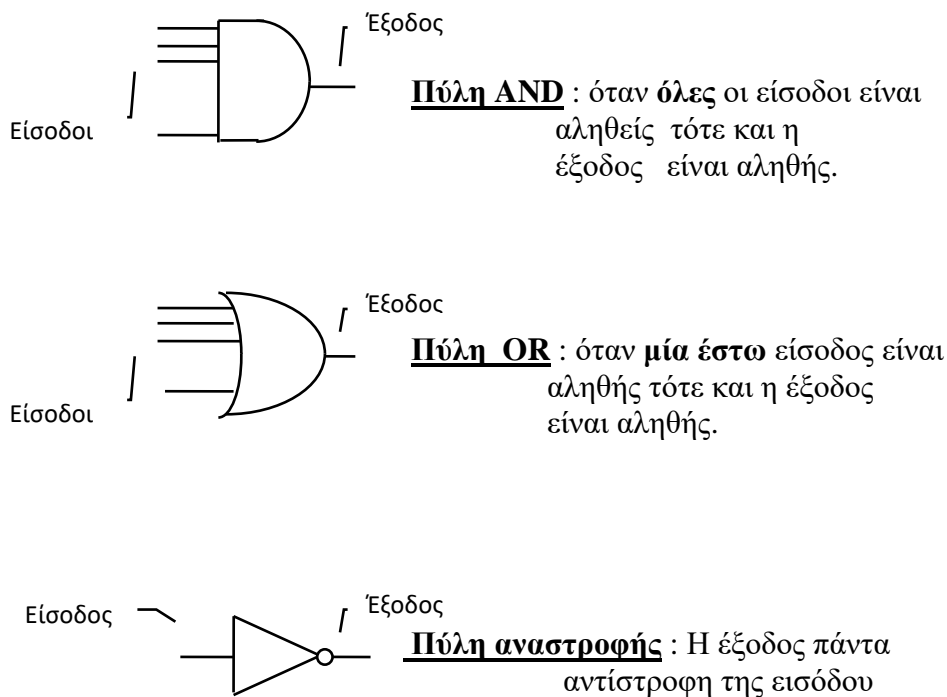 Έξοδος
Πύλη AND : όταν όλες οι είσοδοι είναι
Είσοδοι
αληθείς τότε και η
έξοδος είναι αληθής.
Έξοδος
Πύλη OR : όταν μία έστω είσοδος είναι
αληθής τότε και η έξοδος
Είσοδοι
είναι αληθής.
Είσοδος
Έξοδος
Πύλη αναστροφής : Η έξοδος πάντα
αντίστροφη της εισόδου